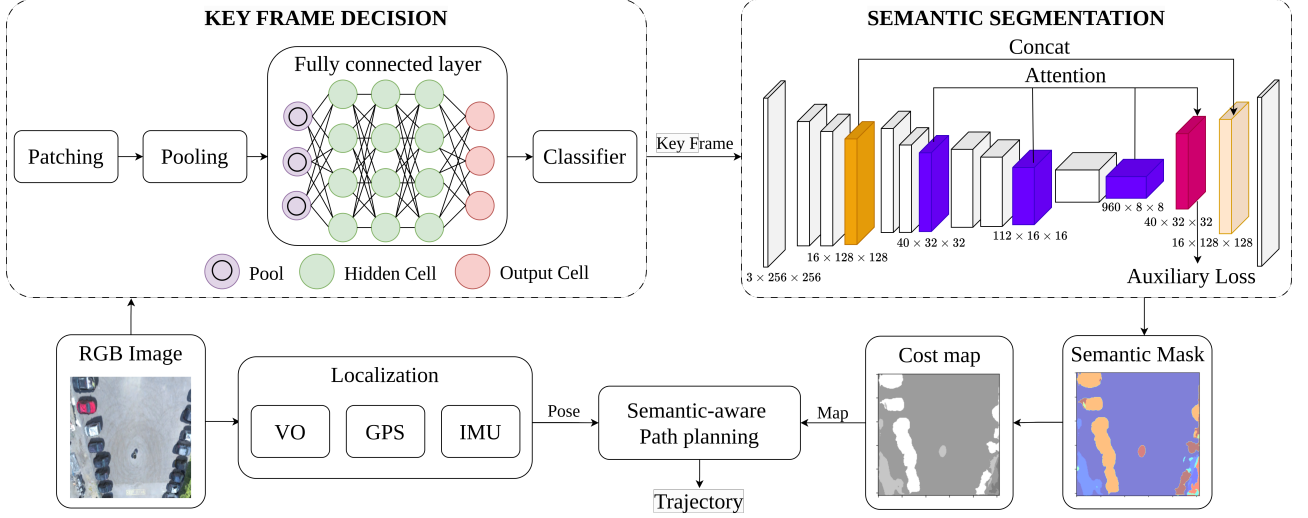 KEY FRAME DECISION
Fully connected layer
Patching
Pooling
Classifier
Pool
Hidden Cell
Output Cell
Key Frame
SEMANTIC SEGMENTATION
Concat
Attention
3 × 256 × 256
16 × 128 × 128
40 × 32 × 32
112 × 16 × 16
960 × 8 × 8
40 × 32 × 32
16 × 128 × 128
Auxiliary Loss
RGB Image
Localization
VO
GPS
IMU
Pose
Semantic-aware
Path planning
Trajectory
Map
Cost map
Semantic Mask